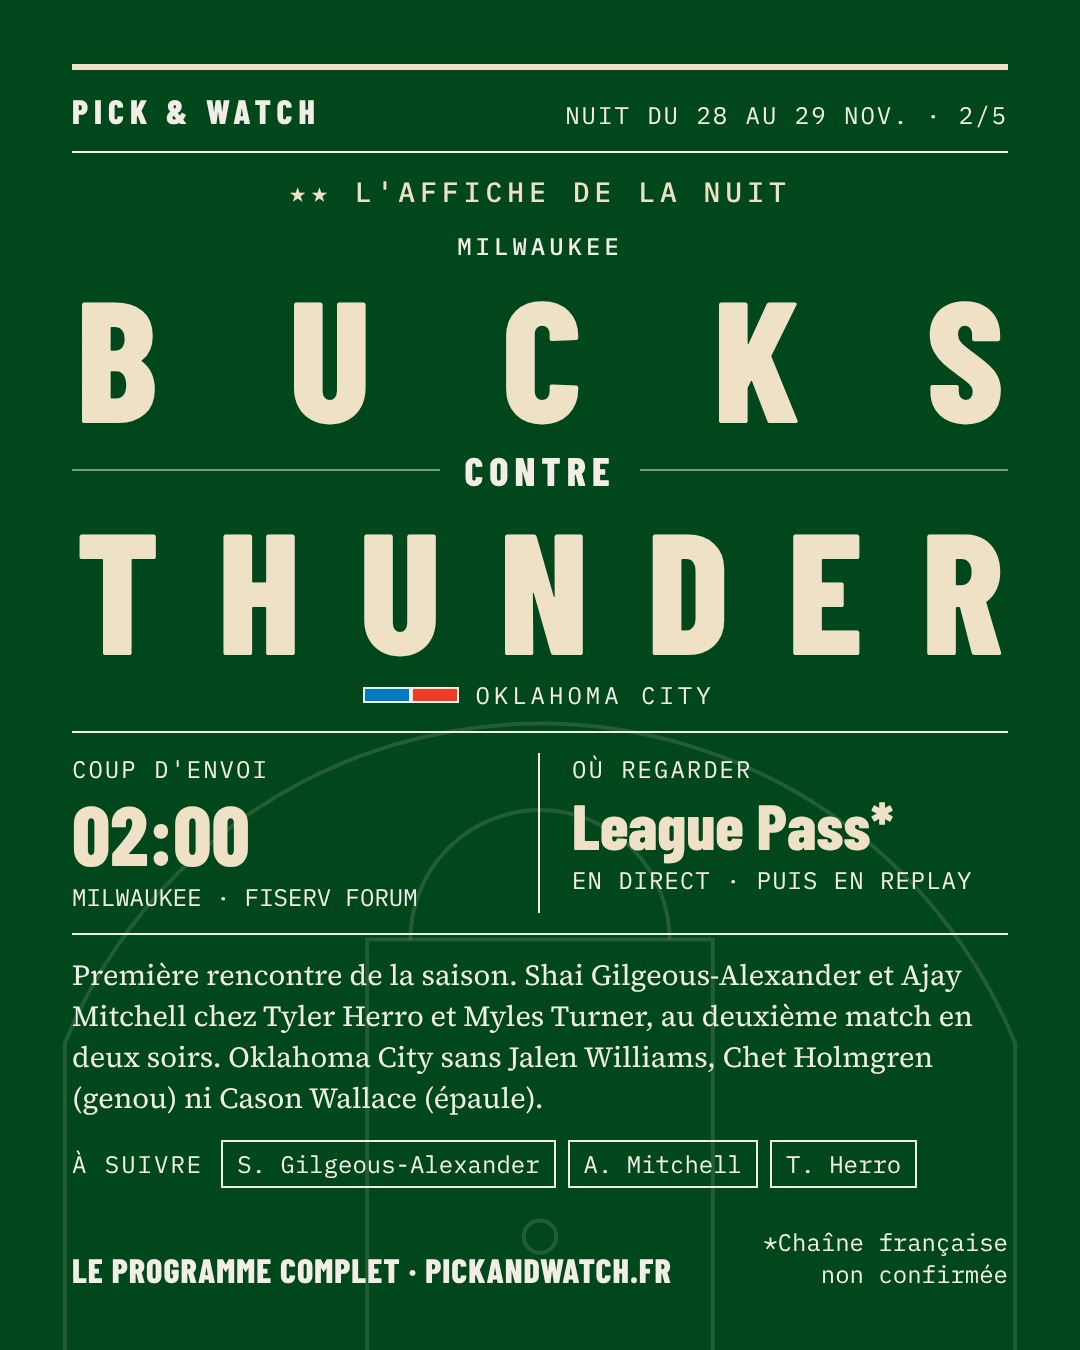 PICK & WATCH
NUIT DU 28 AU 29 NOV. · 2/5
★★ L'AFFICHE DE LA NUIT
MILWAUKEE
BUCKS
CONTRE
THUNDER
OKLAHOMA CITY
COUP D'ENVOI
02:00
MILWAUKEE · FISERV FORUM
OÙ REGARDER
League Pass*
EN DIRECT · PUIS EN REPLAY
Première rencontre de la saison. Shai Gilgeous-Alexander et Ajay
Mitchell chez Tyler Herro et Myles Turner, au deuxième match en
deux soirs. Oklahoma City sans Jalen Williams, Chet Holmgren
(genou) ni Cason Wallace (épaule).
À SUIVRE S. Gilgeous-Alexander A. Mitchell T. Herro
LE PROGRAMME COMPLET · PICKANDWATCH.FR
*Chaîne française
non confirmée